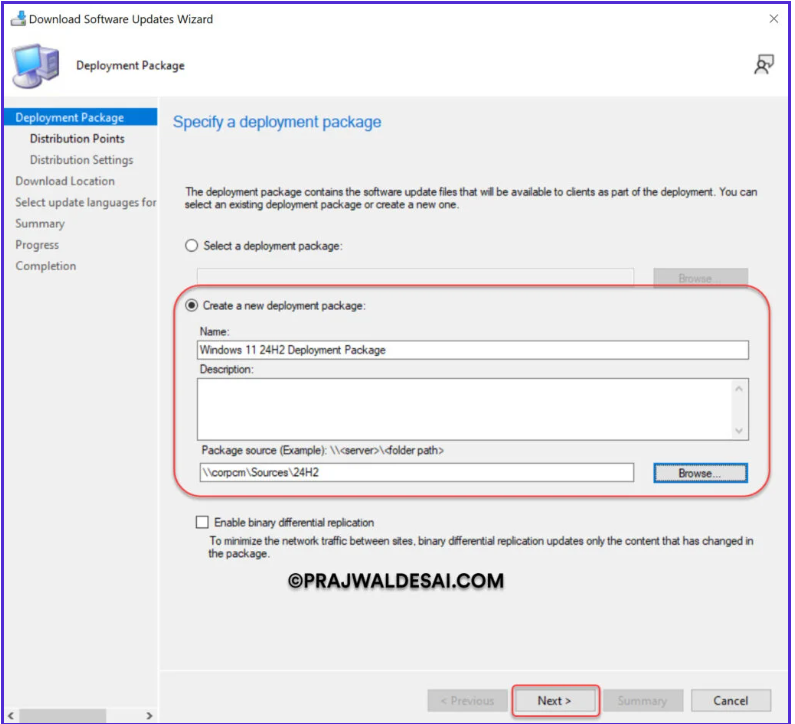 Download Software Updates Wizard
Deployment Package
Deployment Package
Distribution Points
Distribution Settings
Download Location
Select update languages for
Summary
Progress
Completion
Specify a deployment package
The deployment package contains the software update files that will be available to clients as part of the deployment. You can
select an existing deployment package or create a new one.
Select a deployment package:
Browse...
Create a new deployment package:
Name:
Windows 11 24H2 Deployment Package
Description:
Package source (Example): \\<server>\<folder path>
\\corpcm\Sources\24H2
Browse...
Enable binary differential replication
To minimize the network traffic between sites, binary differential replication updates only the content that has changed in
the package.
©PRAJWALDESAI.COM
< Previous
Next >
Summary
Cancel